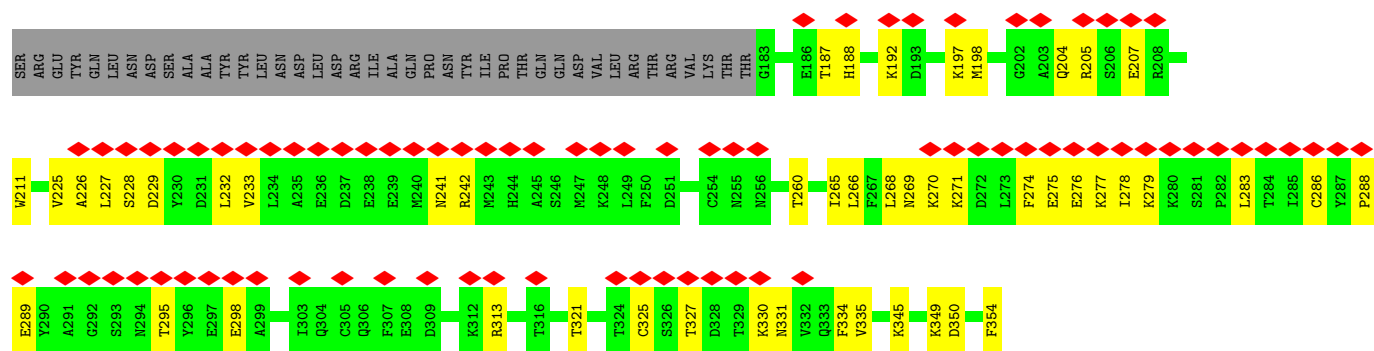 SER ARG GLU TYR GLN LEU ASN ASP SER ALA ALA TYR TYR LEU ASN ASP LEU ASP ARG ILE ALA GLN PRO ASN TYR ILE PRO THR GLN GLN ASP VAL LEU ARG THR ARG VAL LYS THR THR G183 E186 T187 H188 K192 D193 K197 M198 G202 A203 Q204 R205 S206 E207 R208
W211 V225 A226 L227 S228 D229 Y230 D231 L232 V233 L234 A235 E236 D237 E238 E239 M240 N241 R242 M243 H244 A245 S246 M247 K248 L249 F250 D251 C254 N255 N256 T260 I265 L266 F267 L268 N269 K270 K271 D272 L273 F274 E275 E276 K277 I278 K279 K280 S281 P282 L283 T284 I285 C286 Y287 P288
E289 Y290 A291 G292 S293 N294 T295 Y296 E297 E298 A299 I303 Q304 C305 Q306 F307 E308 D309 K312 R313 T316 T321 T324 C325 S326 T327 D328 T329 K330 N331 V332 Q333 F334 V335 K345 K349 D350 F354